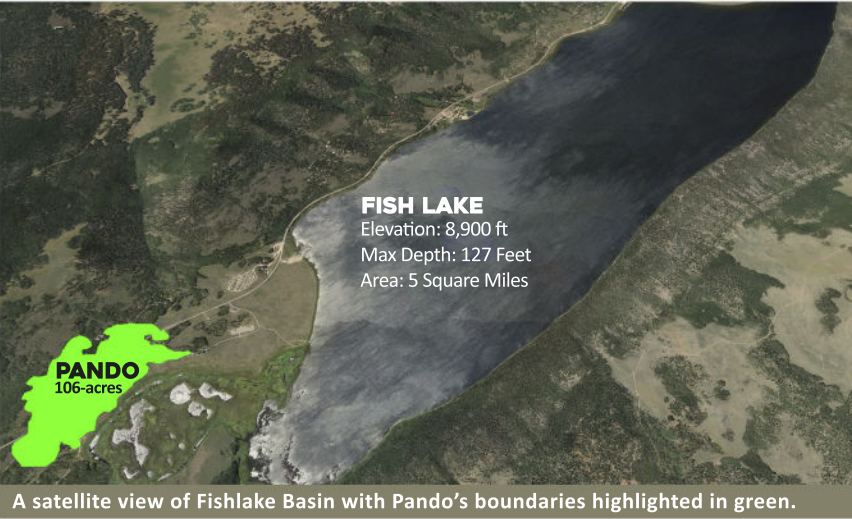 FISH LAKE
Elevation: 8,900 ft
Max Depth: 127 Feet
Area: 5 Square Miles
PANDO
106-acres
A satellite view of Fishlake Basin with Pando’s boundaries highlighted in green.